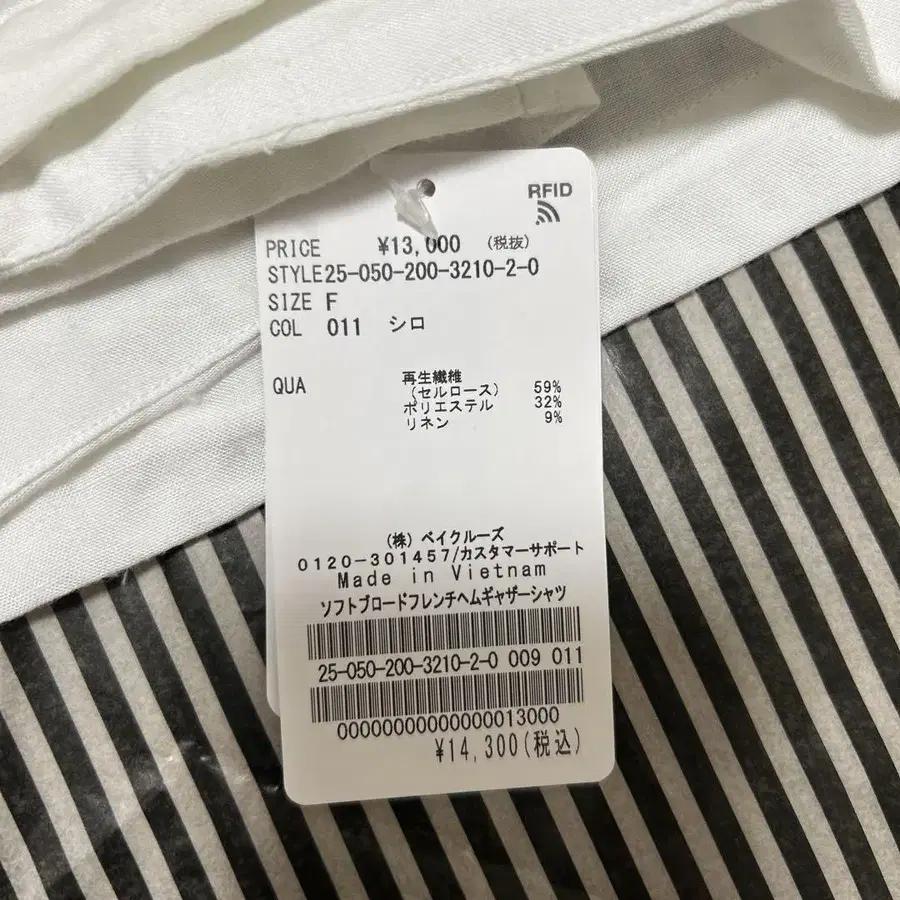 RFID
PRICE ¥13,000 (税抜)
STYLE25-050-200-3210-2-0
SIZE F
COL 011 シロ
QUA 再生繊維
(セルロース) 59%
ポリエステル 32%
リネン 9%
(株)ベイクルーズ
0120-301457/カスタマーサポート
Made in Vietnam
ソフトブロードフレンチヘムギャザーシャツ
25-050-200-3210-2-0 009 011
00000000000000013000
¥14,300(税込)